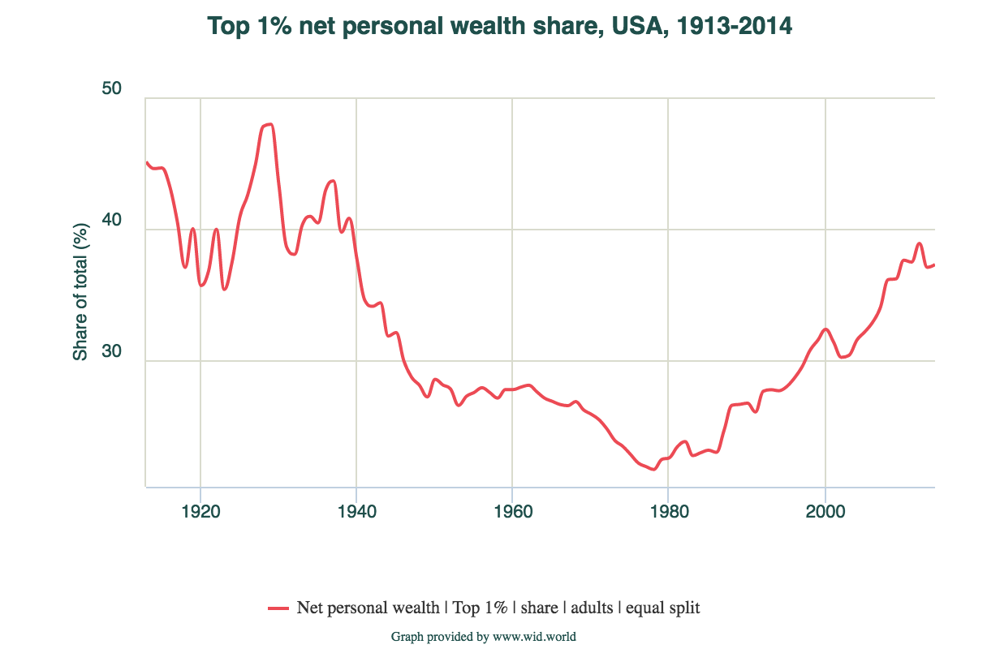 Top 1% net personal wealth share, USA, 1913-2014
50
40
30
Share of total (%)
1920 1940 1960 1980 2000
Net personal wealth | Top 1% | share | adults | equal split
Graph provided by www.wid.world